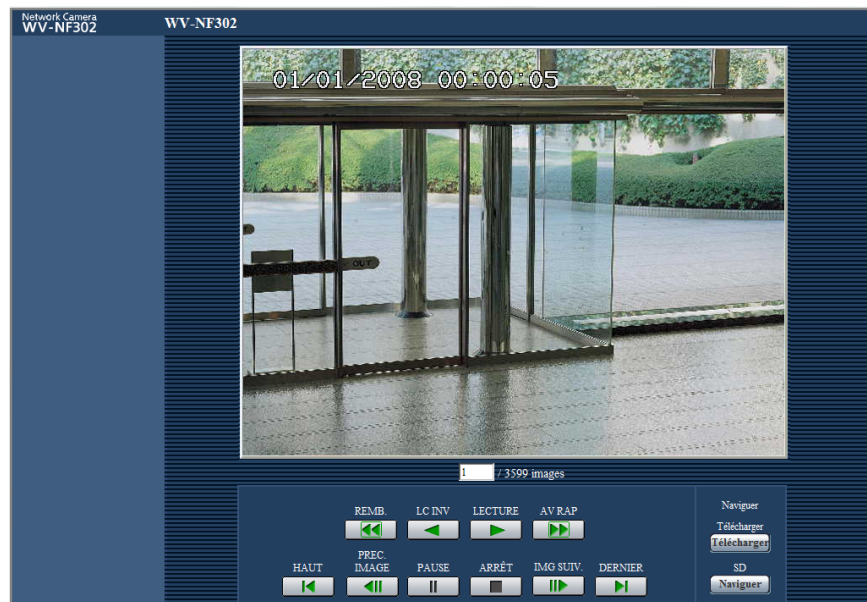 Network Camera
WV-NF302
WV-NF302
01/01/2008 00:00:05
OUT
1 / 3599 images
REMB. LC INV LECTURE AV RAP
HAUT PREC. IMAGE PAUSE ARRÊT IMG SUIV. DERNIER
Naviguer
Télécharger
Télécharger
SD
Naviguer